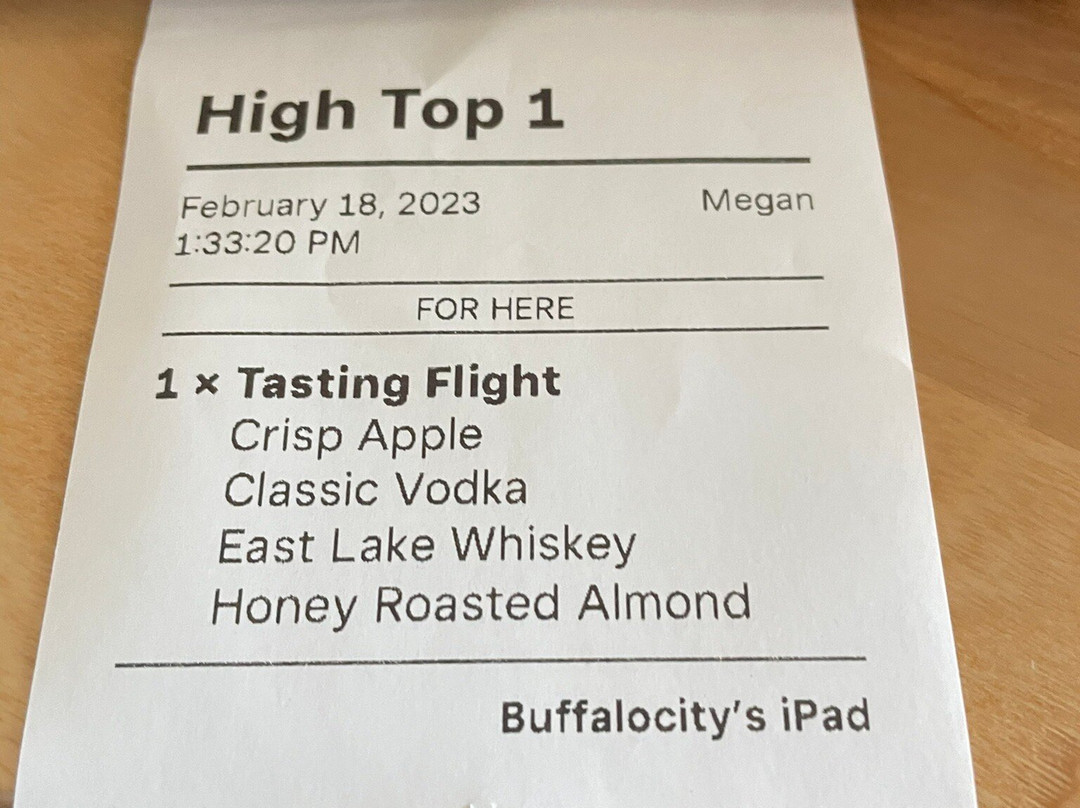 High Top 1
February 18, 2023 Megan
1:33:20 PM
FOR HERE
1 × Tasting Flight
Crisp Apple
Classic Vodka
East Lake Whiskey
Honey Roasted Almond
Buffalocity’s iPad